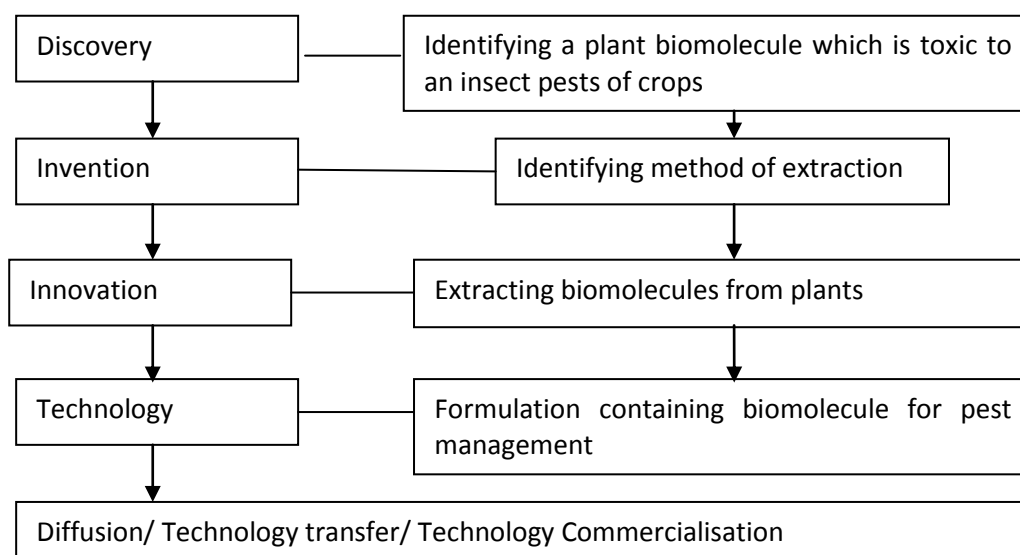 Discovery
Identifying a plant biomolecule which is toxic to
an insect pests of crops
Invention
Identifying method of extraction
Innovation
Extracting biomolecules from plants
Technology
Formulation containing biomolecule for pest
management
Diffusion/ Technology transfer/ Technology Commercialisation